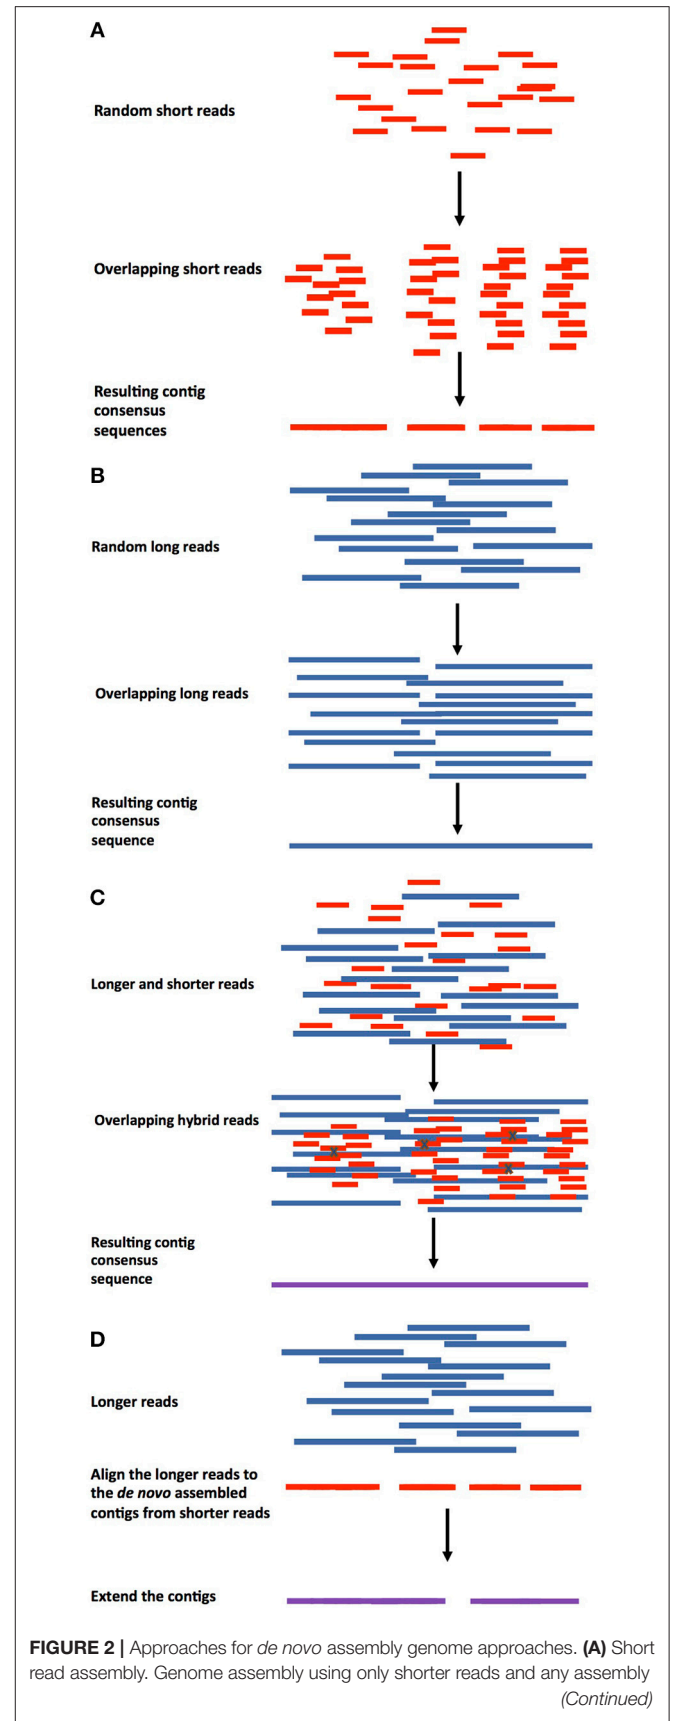 A
Random short reads
Overlapping short reads
Resulting contig
consensus
sequences
B
Random long reads
Overlapping long reads
Resulting contig
consensus
sequence
C
Longer and shorter reads
Overlapping hybrid reads
x
x
x
x
Resulting contig
consensus
sequence
D
Longer reads
Align the longer reads to
the de novo assembled
contigs from shorter reads
Extend the contigs
FIGURE 2 | Approaches for de novo assembly genome approaches. (A) Short
read assembly. Genome assembly using only shorter reads and any assembly
(Continued)